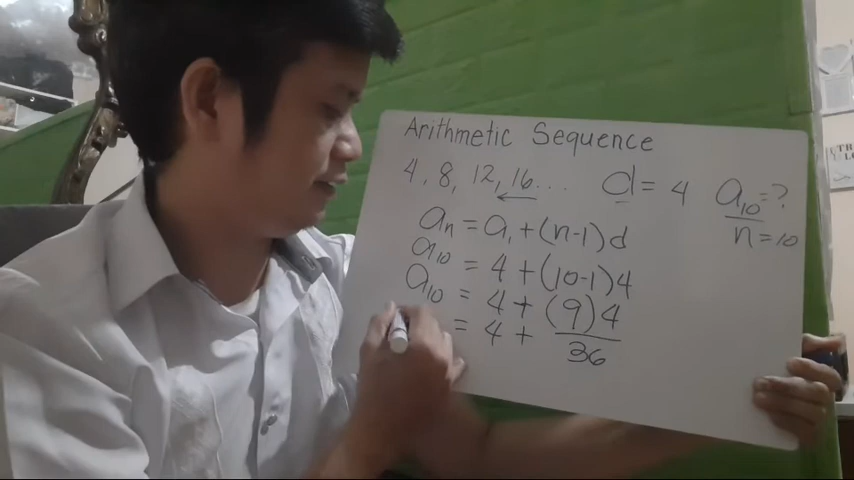 Arithmetic Sequence
4, 8, 12, 16... d = 4 a₁₀ = ?
n = 10
aₙ = a₁ + (n-1)d
a₁₀ = 4 + (10-1)4
a₁₀ = 4 + (9)4
= 4 + 36